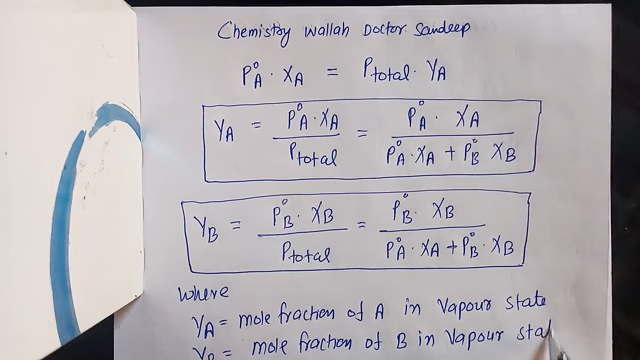 Chemistry Wallah Doctor Sandeep
P°A · XA = Ptotal · YA
YA = P°A · XA / Ptotal = P°A · XA / P°A · XA + P°B XB
YB = P°B · XB / Ptotal = P°B · XB / P°A · XA + P°B · XB
where
YA = mole fraction of A in Vapour state
YB = mole fraction of B in Vapour sta